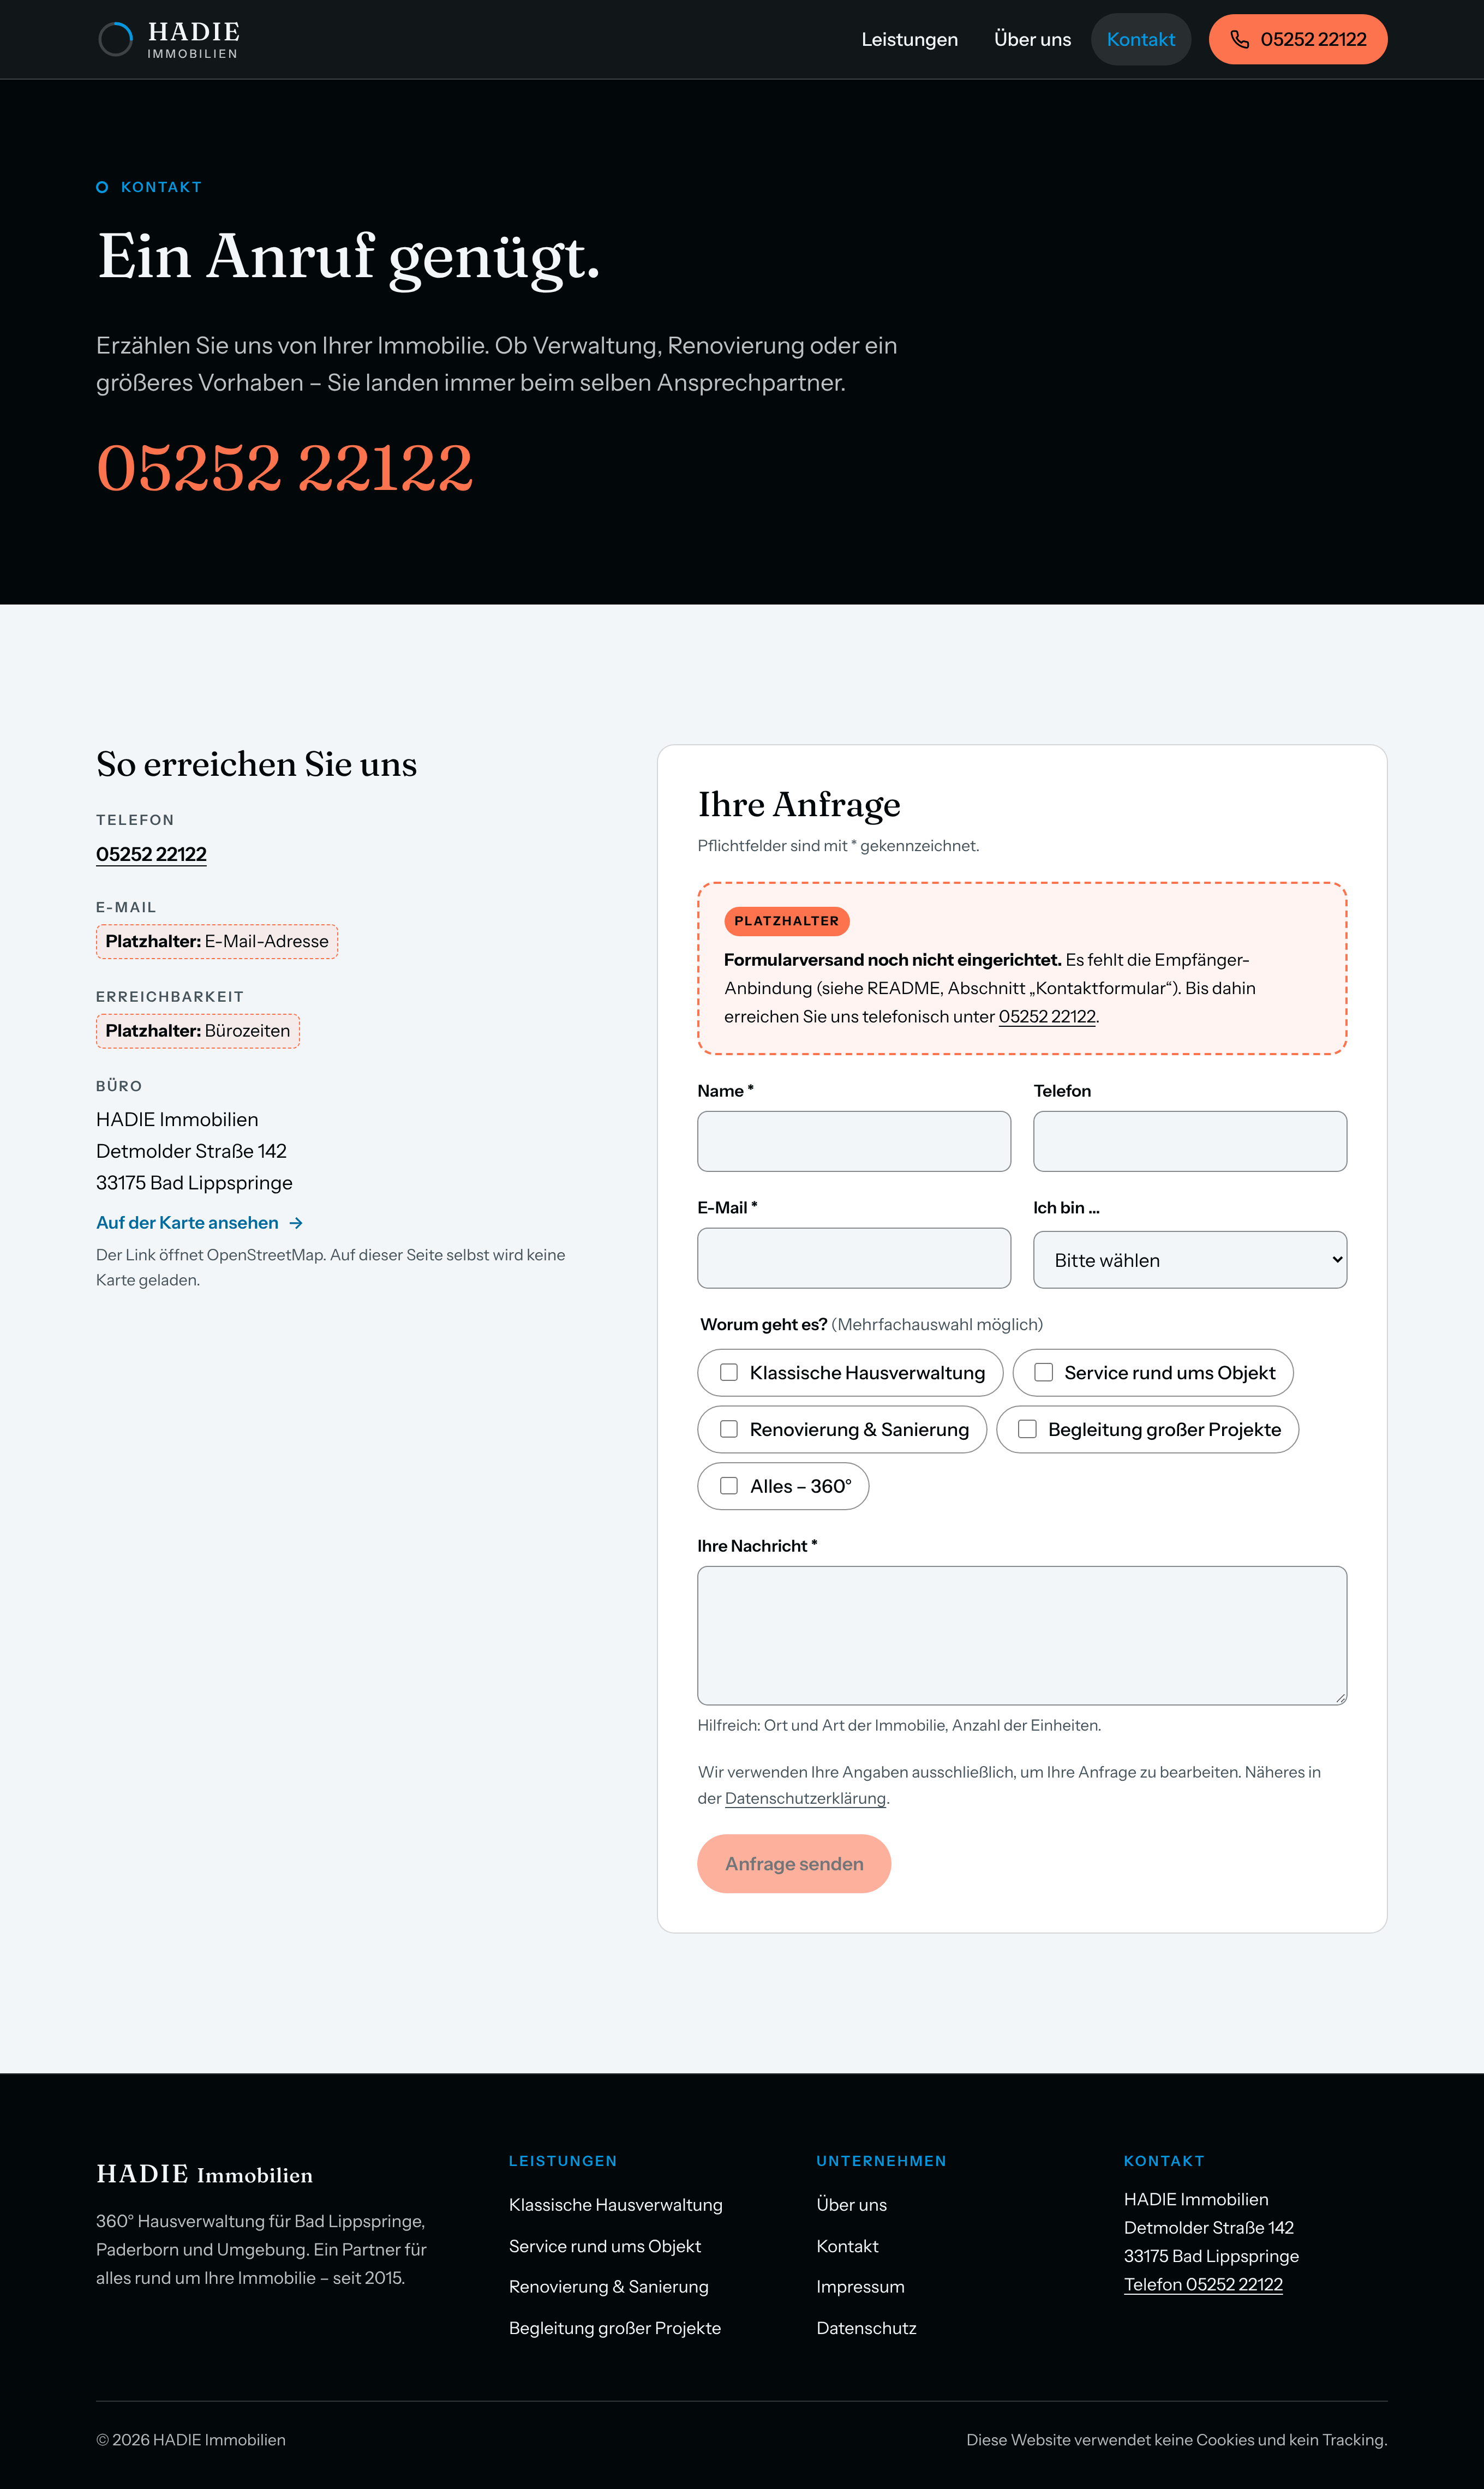 HADIE
IMMOBILIEN
Leistungen
Über uns
Kontakt
05252 22122
KONTAKT
Ein Anruf genügt.
Erzählen Sie uns von Ihrer Immobilie. Ob Verwaltung, Renovierung oder ein
größeres Vorhaben – Sie landen immer beim selben Ansprechpartner.
05252 22122
So erreichen Sie uns
TELEFON
05252 22122
E-MAIL
Platzhalter: E-Mail-Adresse
ERREICHBARKEIT
Platzhalter: Bürozeiten
BÜRO
HADIE Immobilien
Detmolder Straße 142
33175 Bad Lippspringe
Auf der Karte ansehen →
Der Link öffnet OpenStreetMap. Auf dieser Seite selbst wird keine
Karte geladen.
Ihre Anfrage
Pflichtfelder sind mit * gekennzeichnet.
PLATZHALTER
Formularversand noch nicht eingerichtet. Es fehlt die Empfänger-
Anbindung (siehe README, Abschnitt „Kontaktformular“). Bis dahin
erreichen Sie uns telefonisch unter 05252 22122.
Name *
Telefon
E-Mail *
Ich bin …
Bitte wählen
Worum geht es? (Mehrfachauswahl möglich)
Klassische Hausverwaltung
Service rund ums Objekt
Renovierung & Sanierung
Begleitung großer Projekte
Alles – 360°
Ihre Nachricht *
Hilfreich: Ort und Art der Immobilie, Anzahl der Einheiten.
Wir verwenden Ihre Angaben ausschließlich, um Ihre Anfrage zu bearbeiten. Näheres in
der Datenschutzerklärung.
Anfrage senden
HADIE Immobilien
360° Hausverwaltung für Bad Lippspringe,
Paderborn und Umgebung. Ein Partner für
alles rund um Ihre Immobilie – seit 2015.
LEISTUNGEN
Klassische Hausverwaltung
Service rund ums Objekt
Renovierung & Sanierung
Begleitung großer Projekte
UNTERNEHMEN
Über uns
Kontakt
Impressum
Datenschutz
KONTAKT
HADIE Immobilien
Detmolder Straße 142
33175 Bad Lippspringe
Telefon 05252 22122
© 2026 HADIE Immobilien
Diese Website verwendet keine Cookies und kein Tracking.